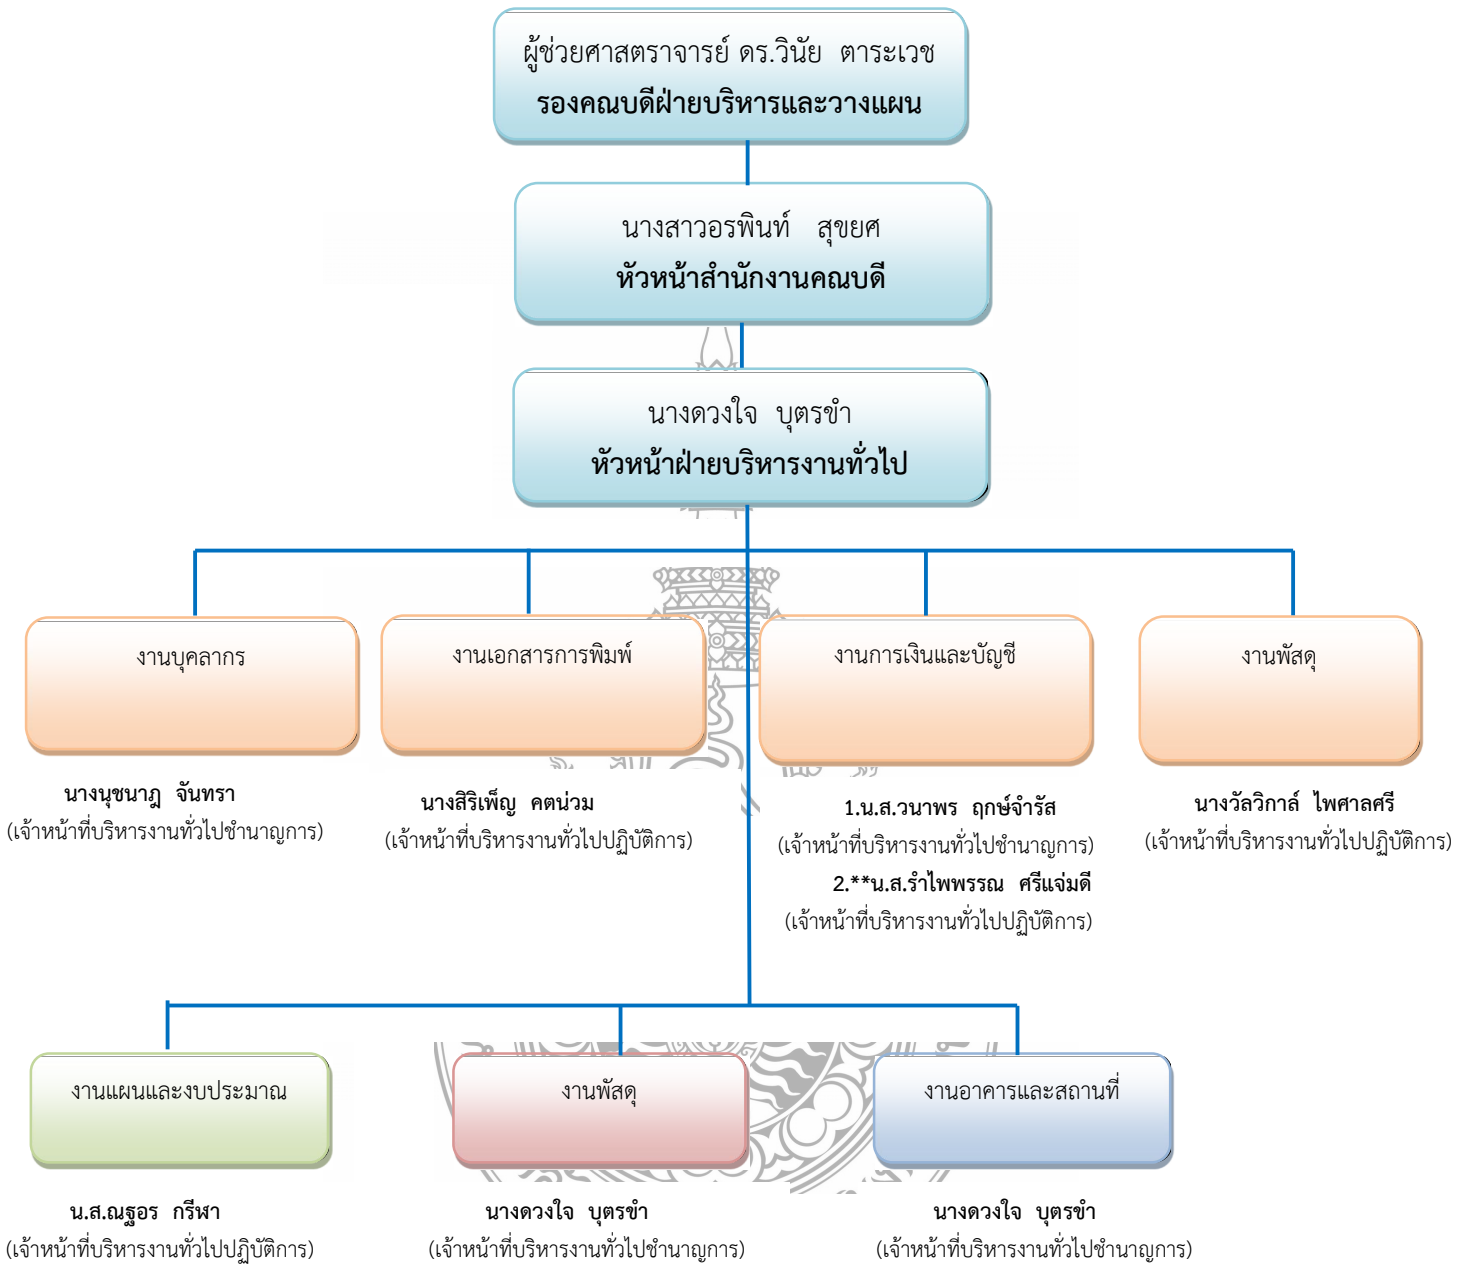 ผู้ช่วยศาสตราจารย์ ดร.วินัย ตาระเวช
รองคณบดีฝ่ายบริหารและวางแผน
นางสาวอรพินท์ สุขยศ
หัวหน้าสำนักงานคณบดี
นางดวงใจ บุตรขำ
หัวหน้าฝ่ายบริหารงานทั่วไป
งานบุคลากร
นางนุชนาฎ จันทรา
(เจ้าหน้าที่บริหารงานทั่วไปชำนาญการ)
งานเอกสารการพิมพ์
นางสิริเพ็ญ คตน่วม
(เจ้าหน้าที่บริหารงานทั่วไปปฏิบัติการ)
งานการเงินและบัญชี
1.น.ส.วนาพร ฤกษ์จำรัส
(เจ้าหน้าที่บริหารงานทั่วไปชำนาญการ)
2.**น.ส.รำไพพรรณ ศรีแจ่มดี
(เจ้าหน้าที่บริหารงานทั่วไปปฏิบัติการ)
งานพัสดุ
นางวัลวิกาล์ ไพศาลศรี
(เจ้าหน้าที่บริหารงานทั่วไปปฏิบัติการ)
งานแผนและงบประมาณ
น.ส.ณฐอร กรีฬา
(เจ้าหน้าที่บริหารงานทั่วไปปฏิบัติการ)
งานพัสดุ
นางดวงใจ บุตรขำ
(เจ้าหน้าที่บริหารงานทั่วไปชำนาญการ)
งานอาคารและสถานที่
นางดวงใจ บุตรขำ
(เจ้าหน้าที่บริหารงานทั่วไปชำนาญการ)